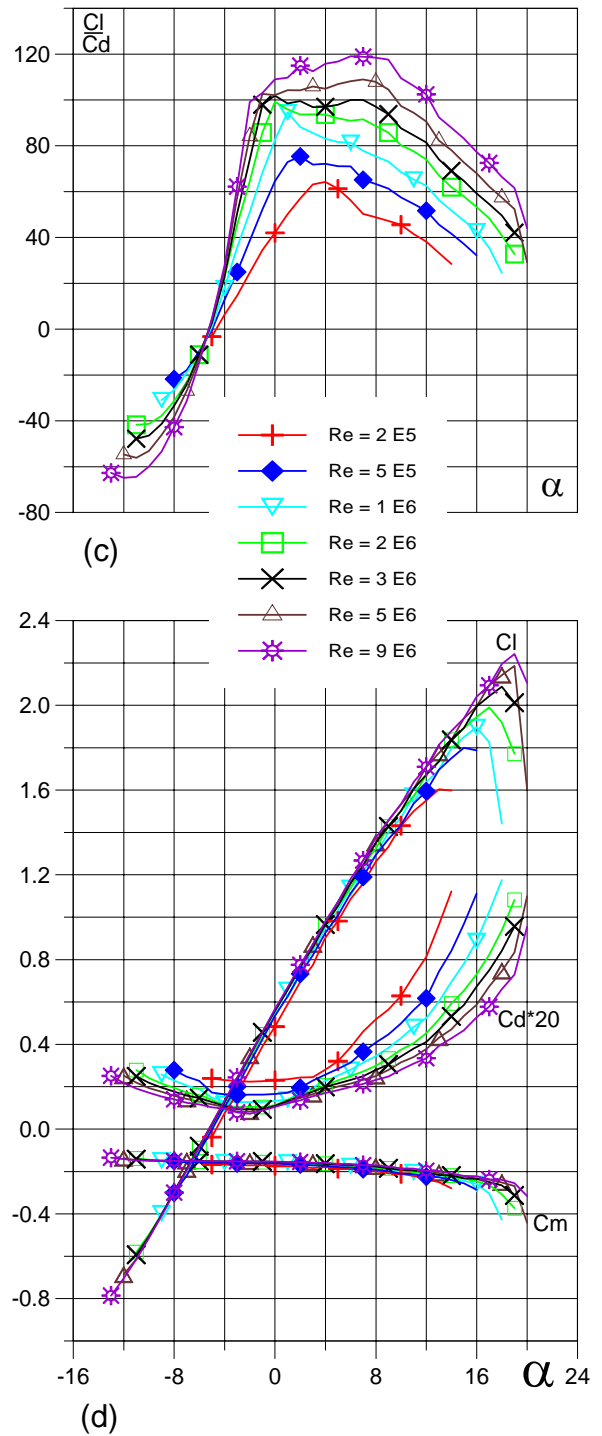 Cl
Cd
120
80
40
0
-40
-80
α
(c)
Re = 2 E5
Re = 5 E5
Re = 1 E6
Re = 2 E6
Re = 3 E6
Re = 5 E6
Re = 9 E6
2.4
2.0
1.6
1.2
0.8
0.4
0.0
-0.4
-0.8
Cl
Cd*20
Cm
-16 -8 0 8 16 24
α
(d)